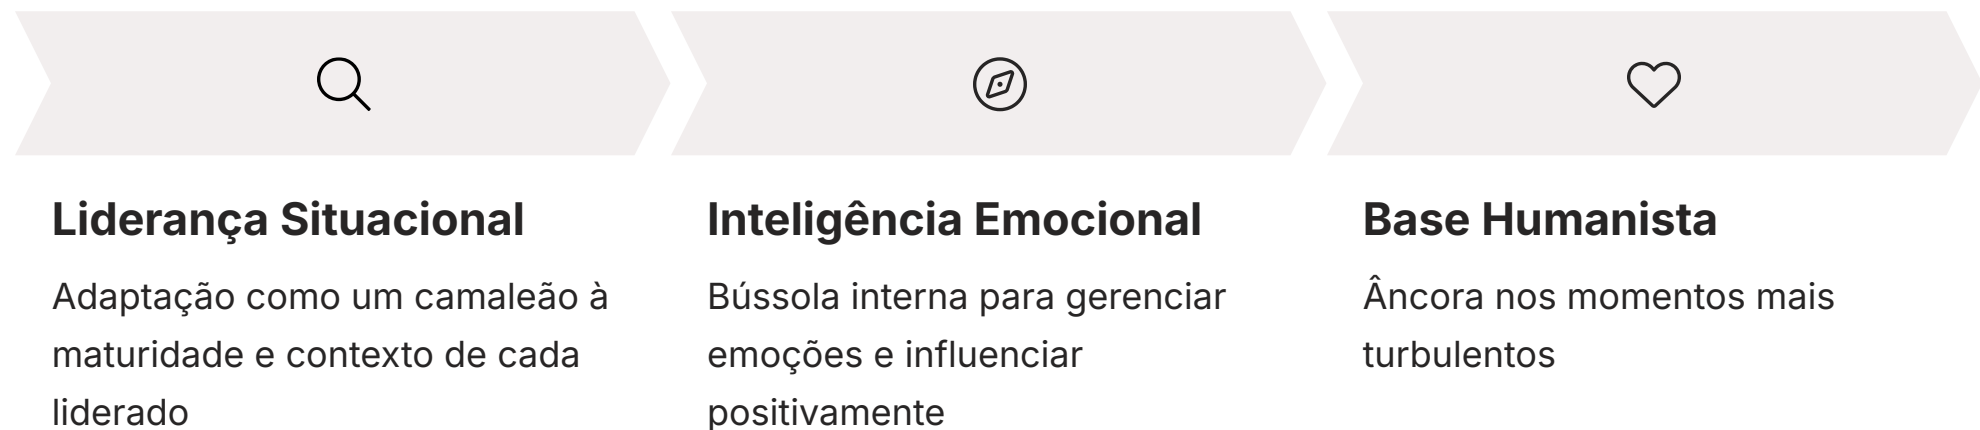 Liderança Situacional
Adaptação como um camaleão à
maturidade e contexto de cada
liderado
Inteligência Emocional
Bússola interna para gerenciar
emoções e influenciar
positivamente
Base Humanista
Âncora nos momentos mais
turbulentos